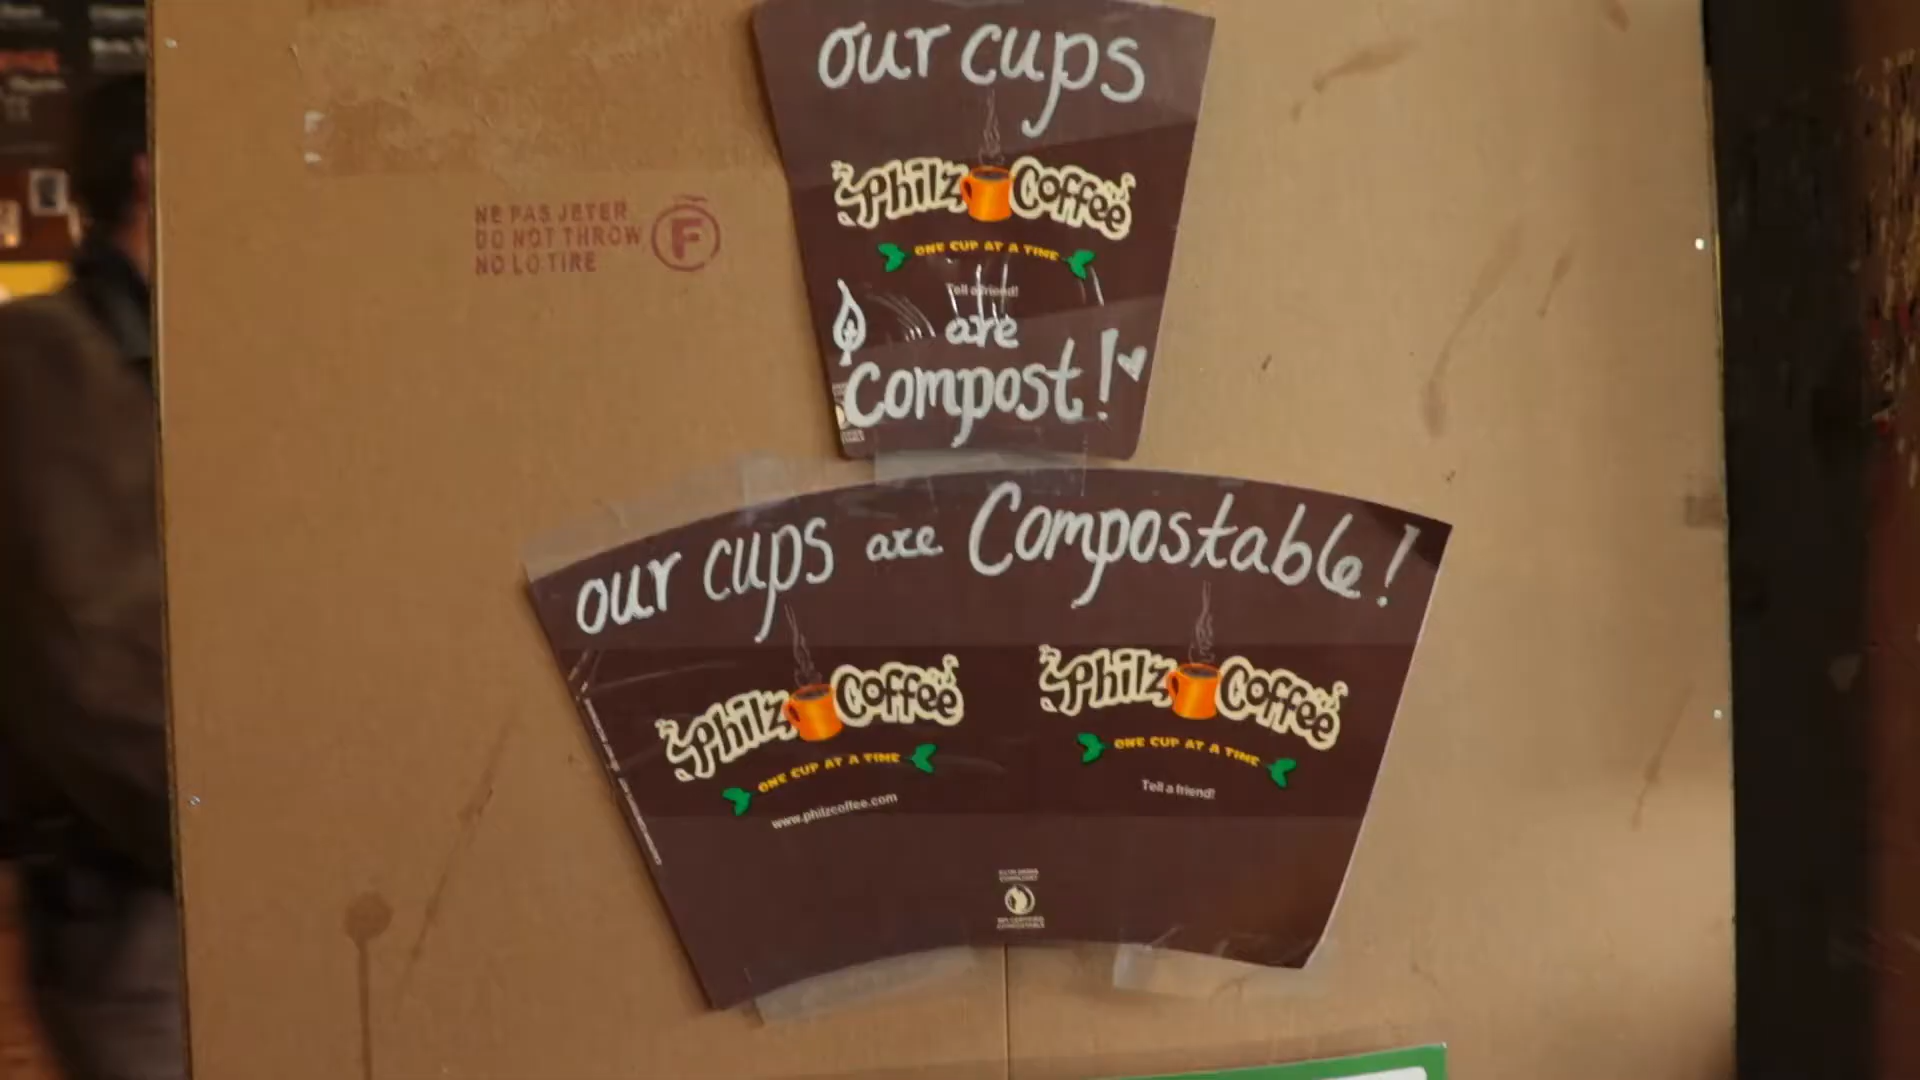 our cups
Philz Coffee
ONE CUP AT A TIME
Tell a friend!
are
Compost!
NE PAS JETER
DO NOT THROW
NO LO TIRE
F
our cups are Compostable!
Philz Coffee
ONE CUP AT A TIME
www.philzcoffee.com
Philz Coffee
ONE CUP AT A TIME
Tell a friend!